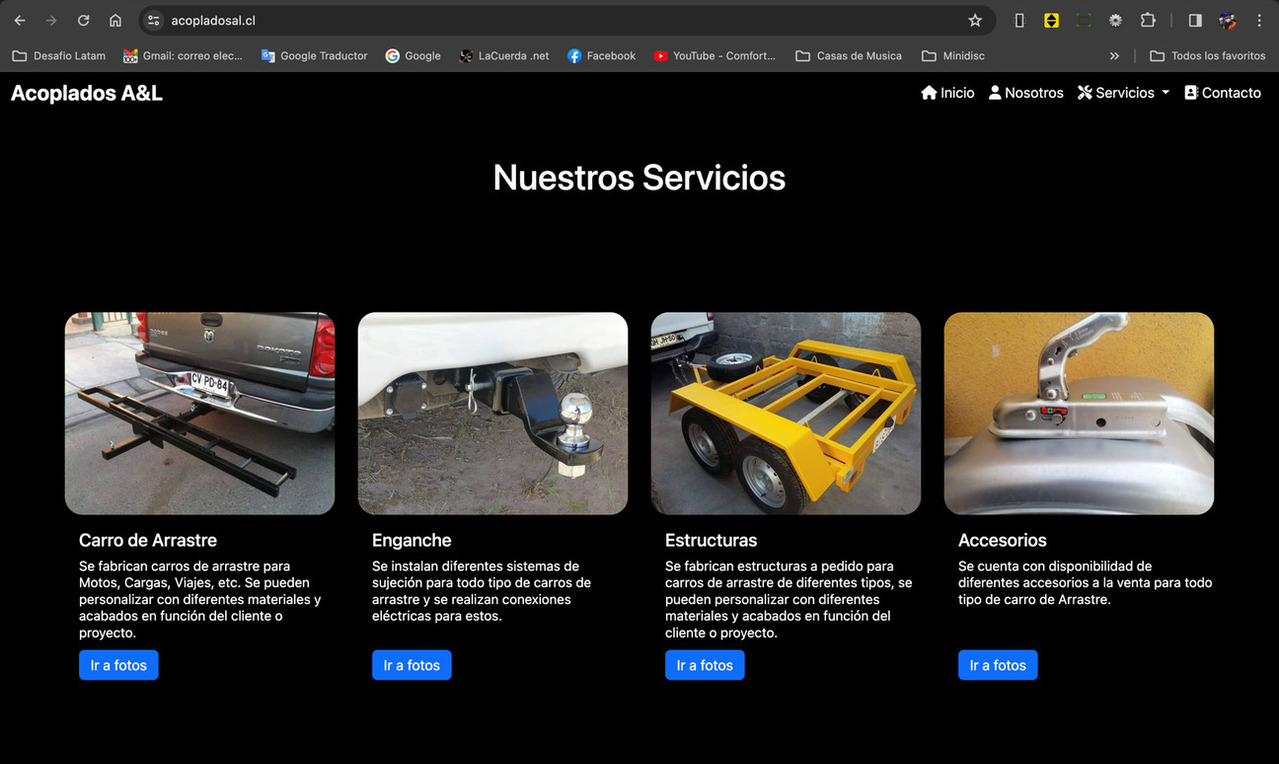 acopladosal.cl
Desafio Latam
Gmail: correo elec...
Google Traductor
Google
LaCuerda .net
Facebook
YouTube - Comfort...
Casas de Musica
Minidisc
Todos los favoritos
Acoplados A&L
Inicio
Nosotros
Servicios
Contacto
Nuestros Servicios
DAKOTA
CV PD·84
Carro de Arrastre
Se fabrican carros de arrastre para
Motos, Cargas, Viajes, etc. Se pueden
personalizar con diferentes materiales y
acabados en función del cliente o
proyecto.
Ir a fotos
Enganche
Se instalan diferentes sistemas de
sujeción para todo tipo de carros de
arrastre y se realizan conexiones
eléctricas para estos.
Ir a fotos
Estructuras
Se fabrican estructuras a pedido para
carros de arrastre de diferentes tipos, se
pueden personalizar con diferentes
materiales y acabados en función del
cliente o proyecto.
Ir a fotos
Accesorios
Se cuenta con disponibilidad de
diferentes accesorios a la venta para todo
tipo de carro de Arrastre.
Ir a fotos